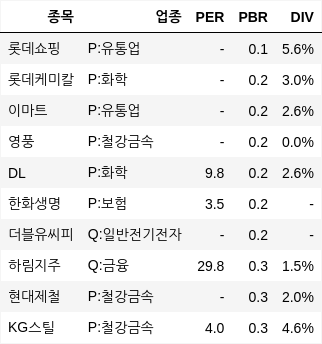 종목 업종 PER PBR DIV
롯데쇼핑 P:유통업 - 0.1 5.6%
롯데케미칼 P:화학 - 0.2 3.0%
이마트 P:유통업 - 0.2 2.6%
영풍 P:철강금속 - 0.2 0.0%
DL P:화학 9.8 0.2 2.6%
한화생명 P:보험 3.5 0.2 -
더블유씨피 Q:일반전기전자 - 0.2 -
하림지주 Q:금융 29.8 0.3 1.5%
현대제철 P:철강금속 - 0.3 2.0%
KG스틸 P:철강금속 4.0 0.3 4.6%